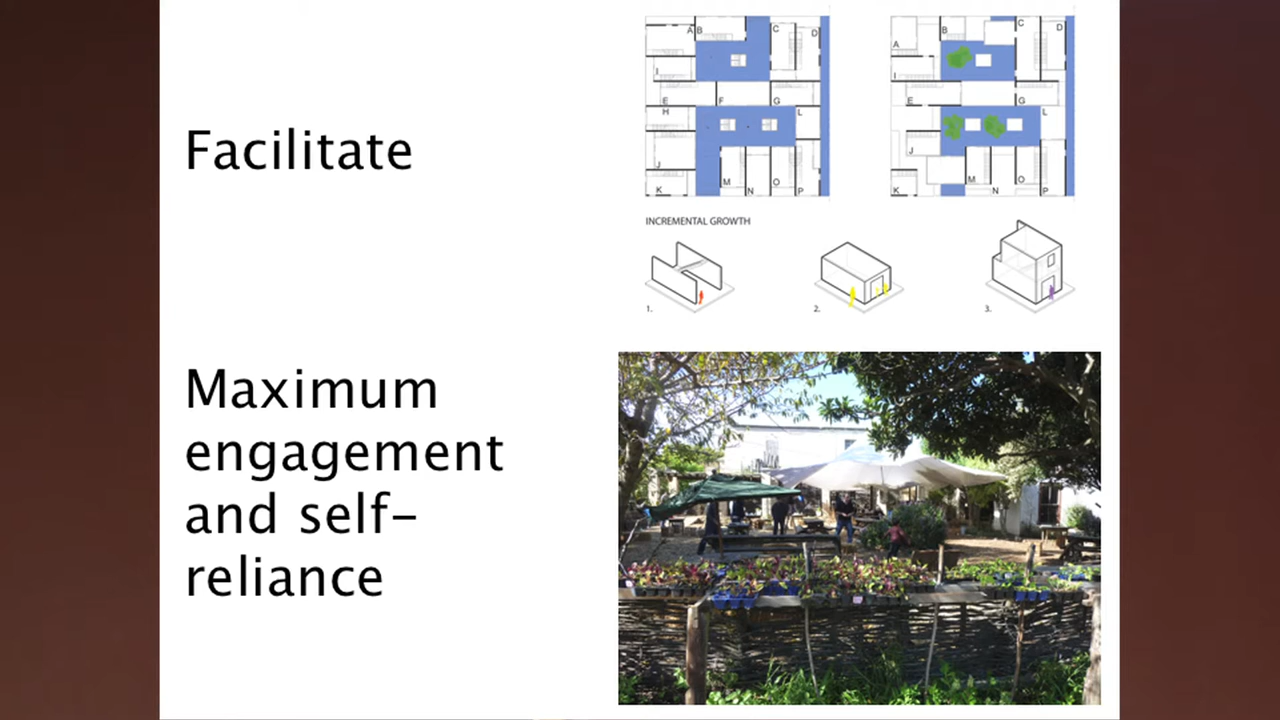 Facilitate
A B C D
I
E F G
H L
J
M
K N O P
A B C D
I
E G
L
J
M O
K N P
INCREMENTAL GROWTH
1. 2. 3.
Maximum
engagement
and self-
reliance